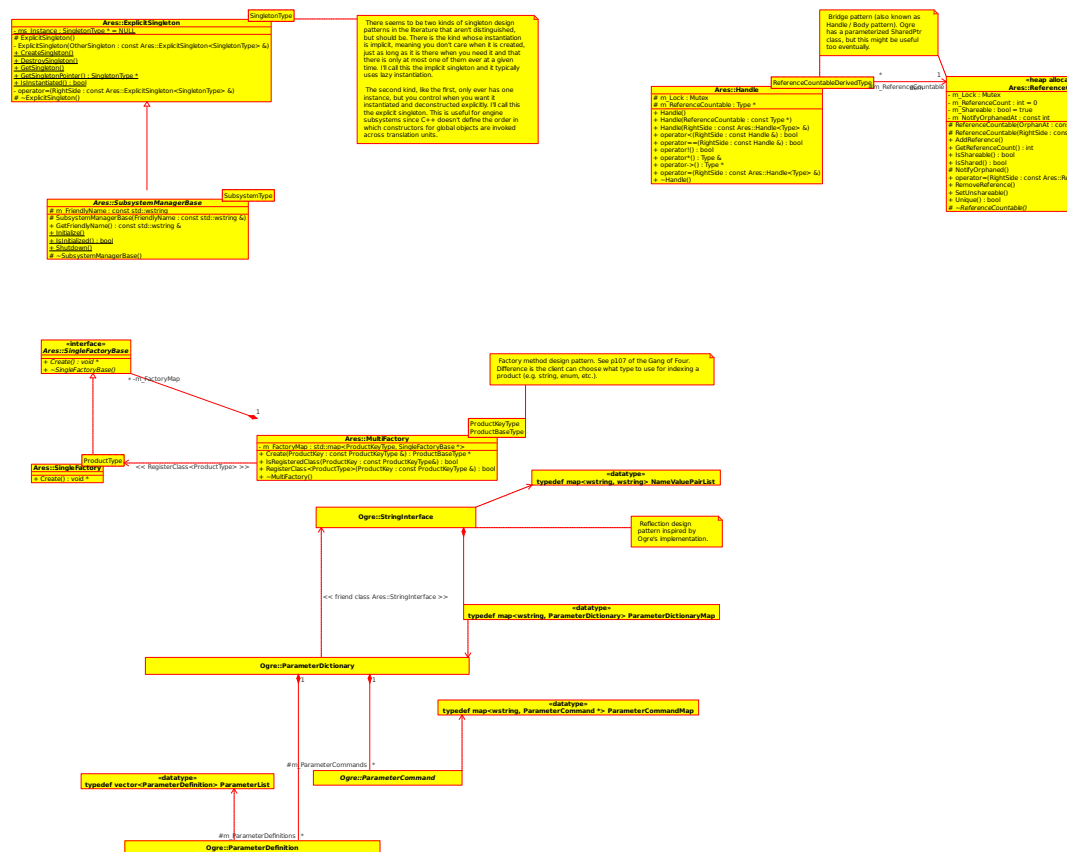 SingletonType
Ares::ExplicitSingleton
- ms_Instance : SingletonType * = NULL
# ExplicitSingleton()
- ExplicitSingleton(OtherSingleton : const Ares::ExplicitSingleton<SingletonType> &)
+ CreateSingleton()
+ DestroySingleton()
+ GetSingleton()
+ GetSingletonPointer() : SingletonType *
+ IsInstantiated() : bool
- operator=(RightSide : const Ares::ExplicitSingleton<SingletonType> &)
# ~ExplicitSingleton()
There seems to be two kinds of singleton design
patterns in the literature that aren't distinguished,
but should be. There is the kind whose instantiation
is implicit, meaning you don't care when it is created,
just as long as it is there when you need it and that
there is only at most one of them ever at a given
time. I'll call this the implicit singleton and it typically
uses lazy instantiation.
The second kind, like the first, only ever has one
instance, but you control when you want it
instantiated and deconstructed explicitly. I'll call this
the explicit singleton. This is useful for engine
subsystems since C++ doesn't define the order in
which constructors for global objects are invoked
across translation units.
Bridge pattern (also known as
Handle / Body pattern). Ogre
has a parameterized SharedPtr
class, but this might be useful
too eventually.
ReferenceCountableDerivedType
Ares::Handle
# m_Lock : Mutex
# m_ReferenceCountable : Type *
+ Handle()
+ Handle(ReferenceCountable : const Type *)
+ Handle(RightSide : const Ares::Handle<Type> &)
+ operator<(RightSide : const Handle &) : bool
+ operator==(RightSide : const Handle &) : bool
+ operator!() : bool
+ operator*() : Type &
+ operator->() : Type *
+ operator=(RightSide : const Ares::Handle<Type> &)
+ ~Handle()
*
1
#m_ReferenceCountable
«heap alloca
Ares::Reference
- m_Lock : Mutex
- m_ReferenceCount : int = 0
- m_Shareable : bool = true
- m_NotifyOrphanedAt : const int
# ReferenceCountable(OrphanAt : cons
# ReferenceCountable(RightSide : cons
+ AddReference()
+ GetReferenceCount() : int
+ IsShareable() : bool
+ IsShared() : bool
# NotifyOrphaned()
+ operator=(RightSide : const Ares::Re
+ RemoveReference()
+ SetUnshareable()
+ Unique() : bool
# ~ReferenceCountable()
SubsystemType
Ares::SubsystemManagerBase
# m_FriendlyName : const std::wstring
# SubsystemManagerBase(FriendlyName : const std::wstring &)
+ GetFriendlyName() : const std::wstring &
+ Initialize()
+ IsInitialized() : bool
+ Shutdown()
# ~SubsystemManagerBase()
«interface»
Ares::SingleFactoryBase
+ Create() : void *
+ ~SingleFactoryBase()
* -m_FactoryMap
1
Factory method design pattern. See p107 of the Gang of Four.
Difference is the client can choose what type to use for indexing a
product (e.g. string, enum, etc.).
ProductKeyType
ProductBaseType
Ares::MultiFactory
- m_FactoryMap : std::map<ProductKeyType, SingleFactoryBase *>
+ Create(ProductKey : const ProductKeyType &) : ProductBaseType *
+ IsRegisteredClass(ProductKey : const ProductKeyType&) : bool
+ RegisterClass<ProductType>(ProductKey : const ProductKeyType &) : bool
+ ~MultiFactory()
ProductType
<< RegisterClass<ProductType> >>
Ares::SingleFactory
+ Create() : void *
«datatype»
typedef map<wstring, wstring> NameValuePairList
Ogre::StringInterface
Reflection design
pattern inspired by
Ogre's implementation.
<< friend class Ares::StringInterface >>
«datatype»
typedef map<wstring, ParameterDictionary> ParameterDictionaryMap
Ogre::ParameterDictionary
1
1
«datatype»
typedef map<wstring, ParameterCommand *> ParameterCommandMap
#m_ParameterCommands *
Ogre::ParameterCommand
«datatype»
typedef vector<ParameterDefinition> ParameterList
#m_ParameterDefinitions *
Ogre::ParameterDefinition